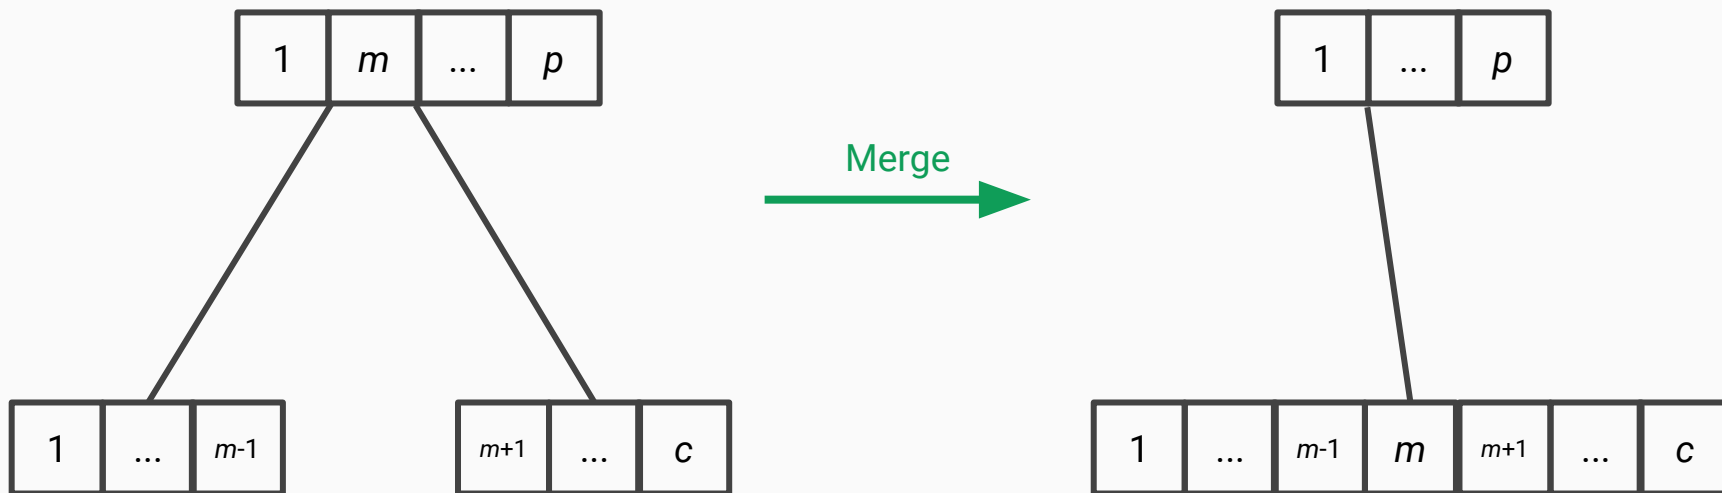 1 m ... p
1 ... p
Merge
1 ... m-1
m+1 ... c
1 ... m-1 m m+1 ... c